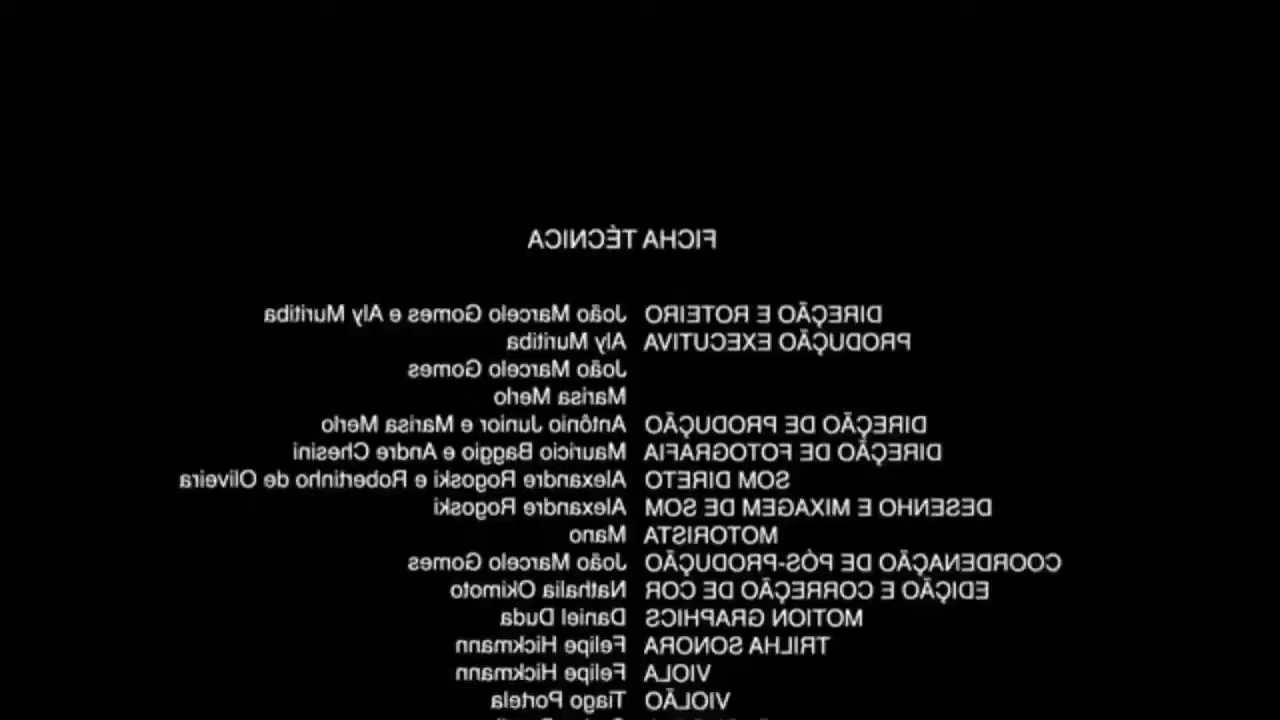 FICHA TÉCNICA
DIREÇÃO E ROTEIRO João Marcelo Gomes e Aly Muritiba
PRODUÇÃO EXECUTIVA Aly Muritiba
João Marcelo Gomes
Marisa Merlo
DIREÇÃO DE PRODUÇÃO Antônio Junior e Marisa Merlo
DIREÇÃO DE FOTOGRAFIA Mauricio Baggio e Andre Chesini
SOM DIRETO Alexandre Rogoski e Robertinho de Oliveira
DESENHO E MIXAGEM DE SOM Alexandre Rogoski
MOTORISTA Mano
COORDENAÇÃO DE PÓS-PRODUÇÃO João Marcelo Gomes
EDIÇÃO E CORREÇÃO DE COR Nathalia Okimoto
MOTION GRAPHICS Daniel Duda
TRILHA SONORA Felipe Hickmann
VIOLA Felipe Hickmann
VIOLÃO Tiago Portela